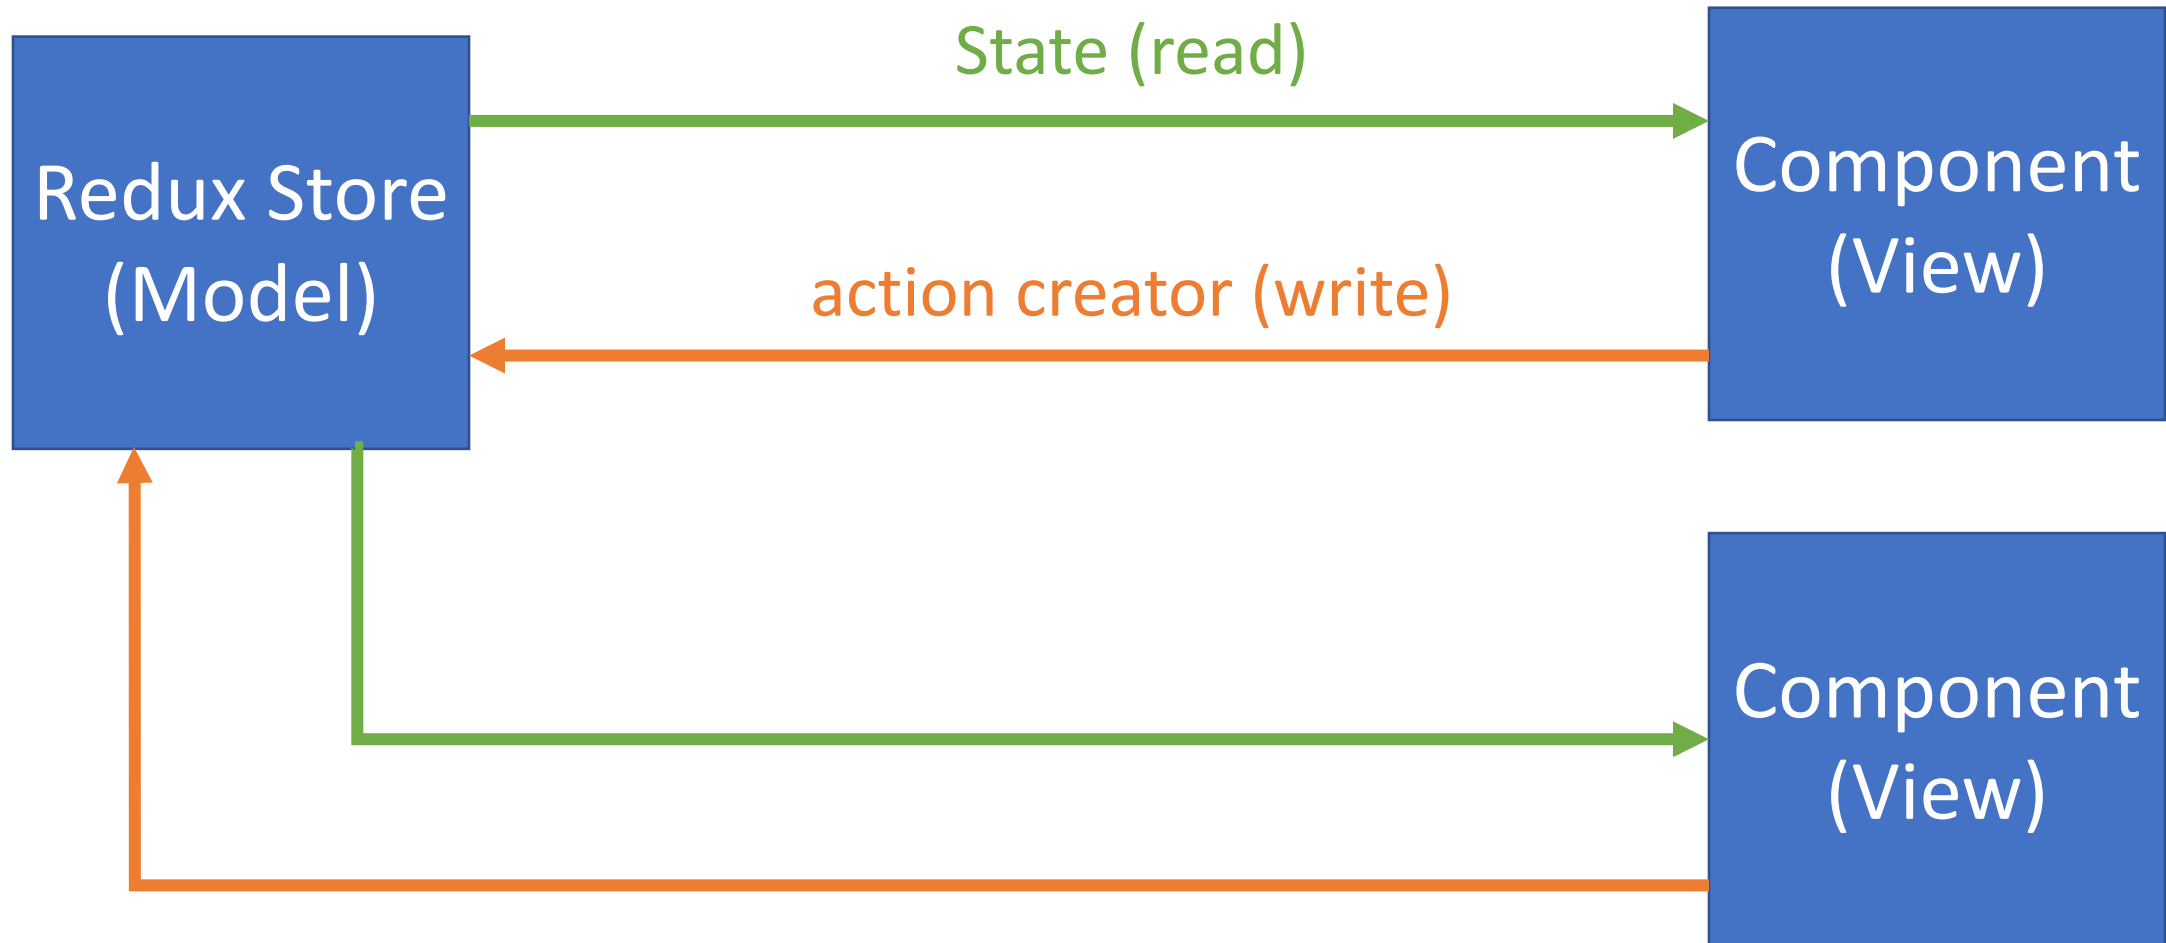 State (read)
Redux Store
(Model)
Component
(View)
action creator (write)
Component
(View)